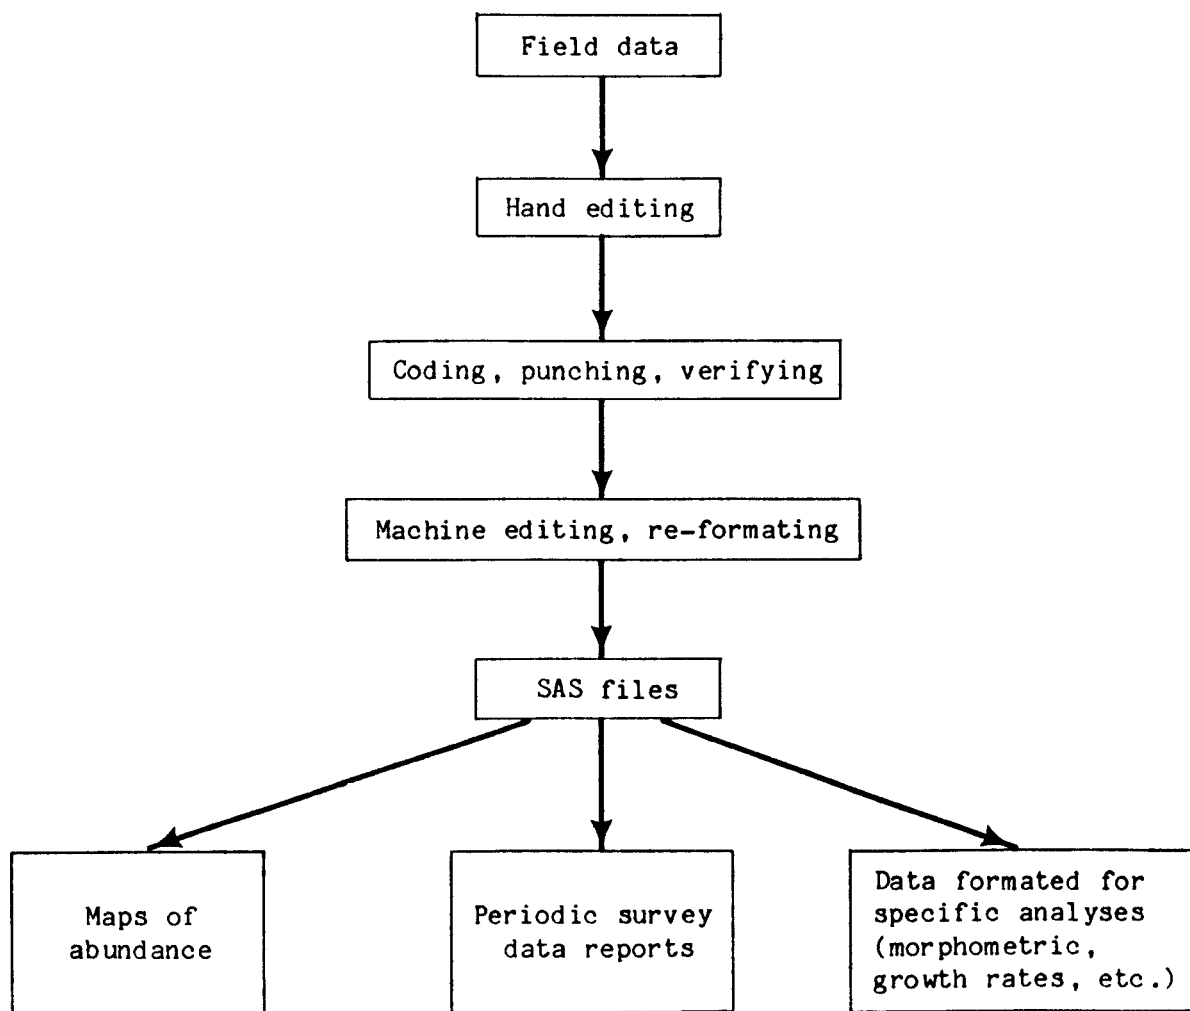 Field data
Hand editing
Coding, punching, verifying
Machine editing, re-formating
SAS files
Maps of
abundance
Periodic survey
data reports
Data formated for
specific analyses
(morphometric,
growth rates, etc.)